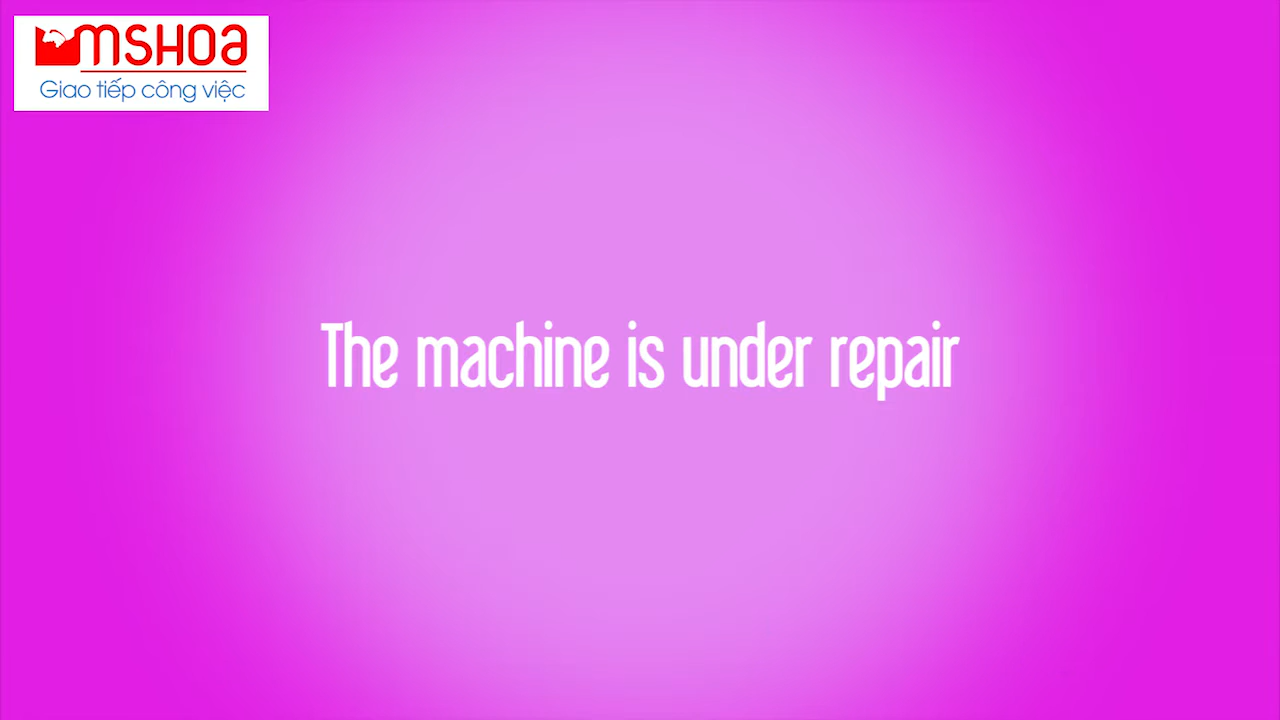 MSHOA
Giao tiếp công việc
The machine is under repair